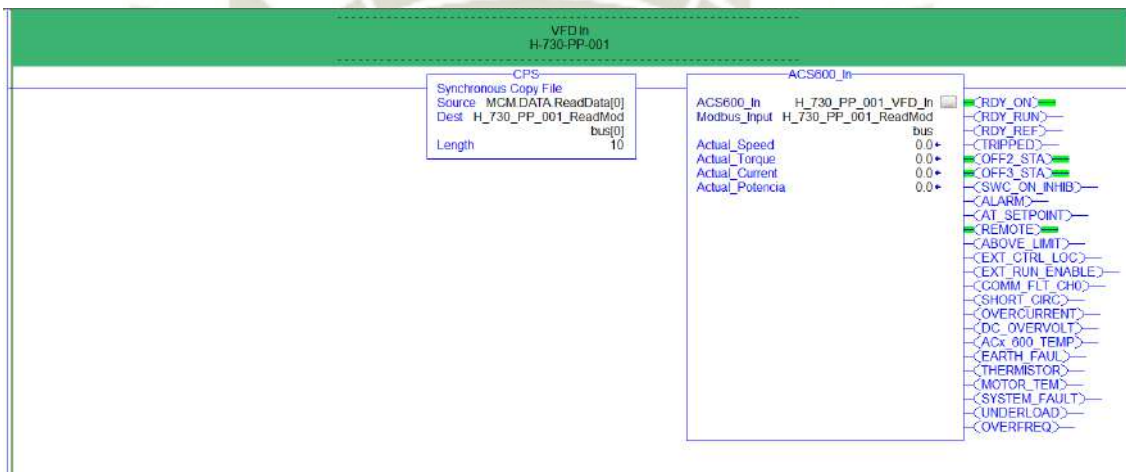 VFD In
H-730-PP-001
CPS
Synchronous Copy File
Source MCM.DATA.ReadData[0]
Dest H_730_PP_001_ReadMod
bus[0]
Length 10
ACS600_In
ACS600_In H_730_PP_001_VFD_In
Modbus_Input H_730_PP_001_ReadMod
bus
Actual_Speed 0.0
Actual_Torque 0.0
Actual_Current 0.0
Actual_Potencia 0.0
RDY_ON
RDY_RUN
RDY_REF
TRIPPED
OFF2_STA
OFF3_STA
SWC_ON_INHIB
ALARM
AT_SETPOINT
REMOTE
ABOVE_LIMIT
EXT_CTRL_LOC
EXT_RUN_ENABLE
COMM_FLT_CH0
SHORT_CIRC
OVERCURRENT
DC_OVERVOLT
ACx_600_TEMP
EARTH_FAUL
THERMISTOR
MOTOR_TEM
SYSTEM_FAULT
UNDERLOAD
OVERFREQ